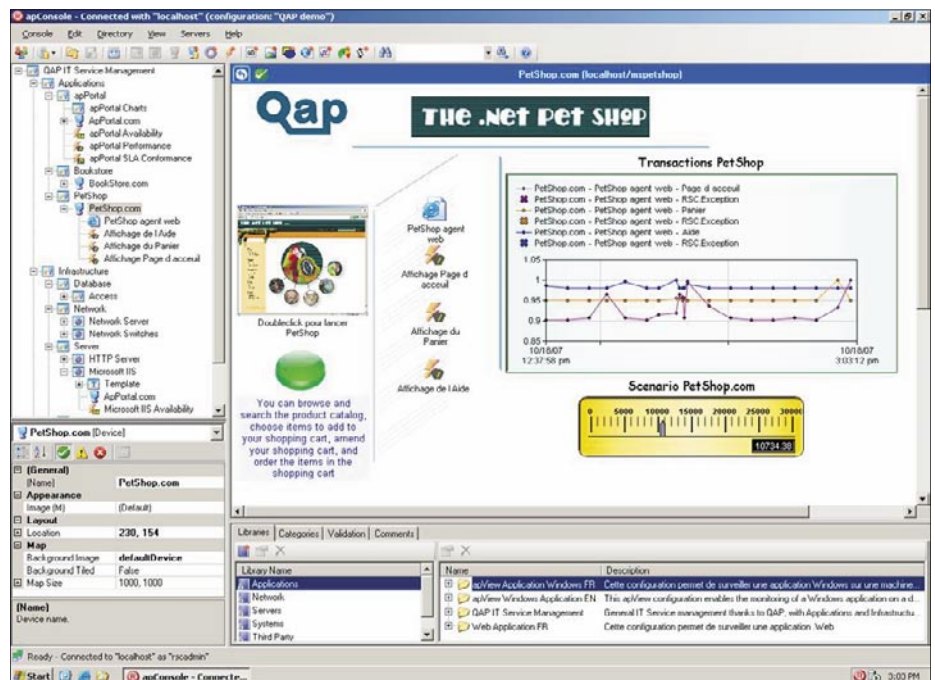 apConsole - Connected with "localhost" (configuration: "QAP demo")
Console Edit Directory View Servers Help
QAP IT Service Management
Applications
apPortal
apPortal Charts
ApPortal.com
apPortal Availability
apPortal Performance
apPortal SLA Conformance
Bookstore
BookStore.com
PetShop
PetShop.com
PetShop agent web
Affichage de l Aide
Affichage du Panier
Affichage Page d acceuil
Infrastructure
Database
Access
Network
Network Server
Network Switches
Server
HTTP Server
Microsoft IIS
Template
ApPortal.com
Microsoft IIS Availability
PetShop.com [Device]
(General)
(Name) PetShop.com
Appearance
Image (M) (Default)
Layout
Location 230, 154
Map
Background Image defaultDevice
Background Tiled False
Map Size 1000, 1000
(Name)
Device name.
PetShop.com (localhost/mspetshop)
Qap
THE .NET PET SHOP
Doubleclick pour lancer
PetShop
You can browse and
search the product catalog,
choose items to add to
your shopping cart, amend
your shopping cart, and
order the items in the
shopping cart
PetShop agent
web
Affichage Page d
acceuil
Affichage du
Panier
Affichage de l Aide
Transactions PetShop
PetShop.com - PetShop agent web - Page d acceuil
PetShop.com - PetShop agent web - RSC.Exception
PetShop.com - PetShop agent web - Panier
PetShop.com - PetShop agent web - RSC.Exception
PetShop.com - PetShop agent web - Aide
PetShop.com - PetShop agent web - RSC.Exception
1.05
1
0.95
0.9
0.85
10/18/07
12:37:58 pm
10/18/07
3:03:12 pm
Scenario PetShop.com
0 5000 10000 15000 20000 25000 30000
10734.38
Libraries Categories Validation Comments
Library Name
Applications
Network
Servers
Systems
Third Party
Name Description
apView Application Windows FR Cette configuration permet de surveiller une application Windows sur une machine...
apView Windows Application EN This apView configuration enables the monitoring of a Windows application on a d...
QAP IT Service Management General IT Service management thanks to QAP, with Applications and Infrastructu...
Web Application FR Cette configuration permet de surveiller une application Web
Ready - Connected to "localhost" as "rscadmin"
Start apConsole - Connecte... 3:03 PM